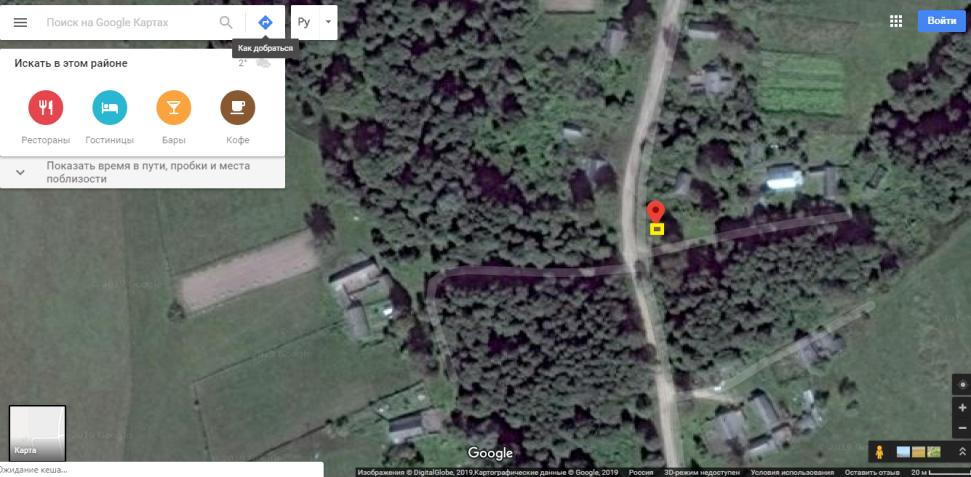 Поиск на Google Картах
Ру
Войти
Как добраться
Искать в этом районе
2°
Рестораны
Гостиницы
Бары
Кофе
Показать время в пути, пробки и места
поблизости
Карта
Google
Ожидание кеша...
Изображения © DigitalGlobe, 2019,Картографические данные © Google, 2019 Россия 3D-режим недоступен Условия использования Оставить отзыв 20 м